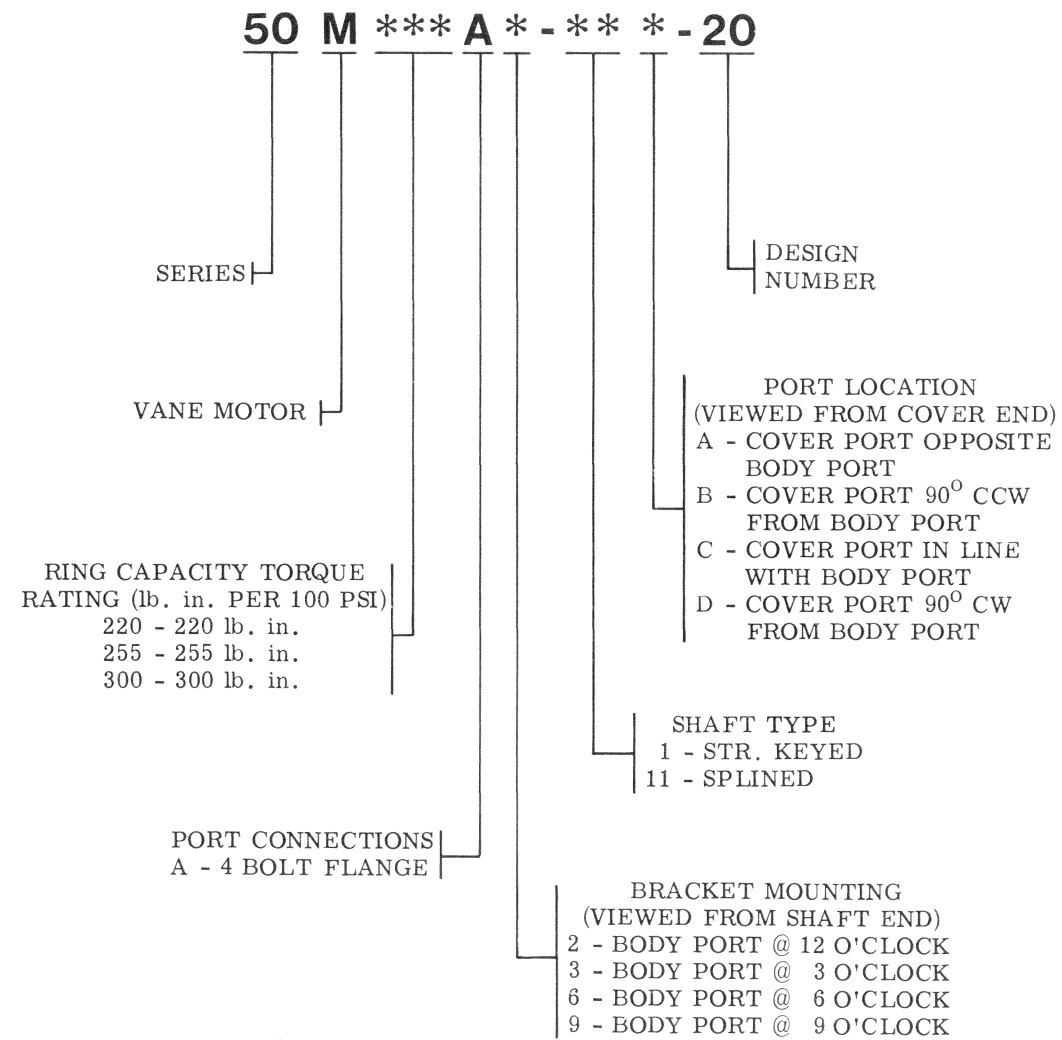 50 M *** A * - ** * - 20
SERIES
DESIGN
NUMBER
VANE MOTOR
PORT LOCATION
(VIEWED FROM COVER END)
A - COVER PORT OPPOSITE
BODY PORT
B - COVER PORT 90° CCW
FROM BODY PORT
C - COVER PORT IN LINE
WITH BODY PORT
D - COVER PORT 90° CW
FROM BODY PORT
RING CAPACITY TORQUE
RATING (lb. in. PER 100 PSI)
220 - 220 lb. in.
255 - 255 lb. in.
300 - 300 lb. in.
SHAFT TYPE
1 - STR. KEYED
11 - SPLINED
PORT CONNECTIONS
A - 4 BOLT FLANGE
BRACKET MOUNTING
(VIEWED FROM SHAFT END)
2 - BODY PORT @ 12 O'CLOCK
3 - BODY PORT @ 3 O'CLOCK
6 - BODY PORT @ 6 O'CLOCK
9 - BODY PORT @ 9 O'CLOCK